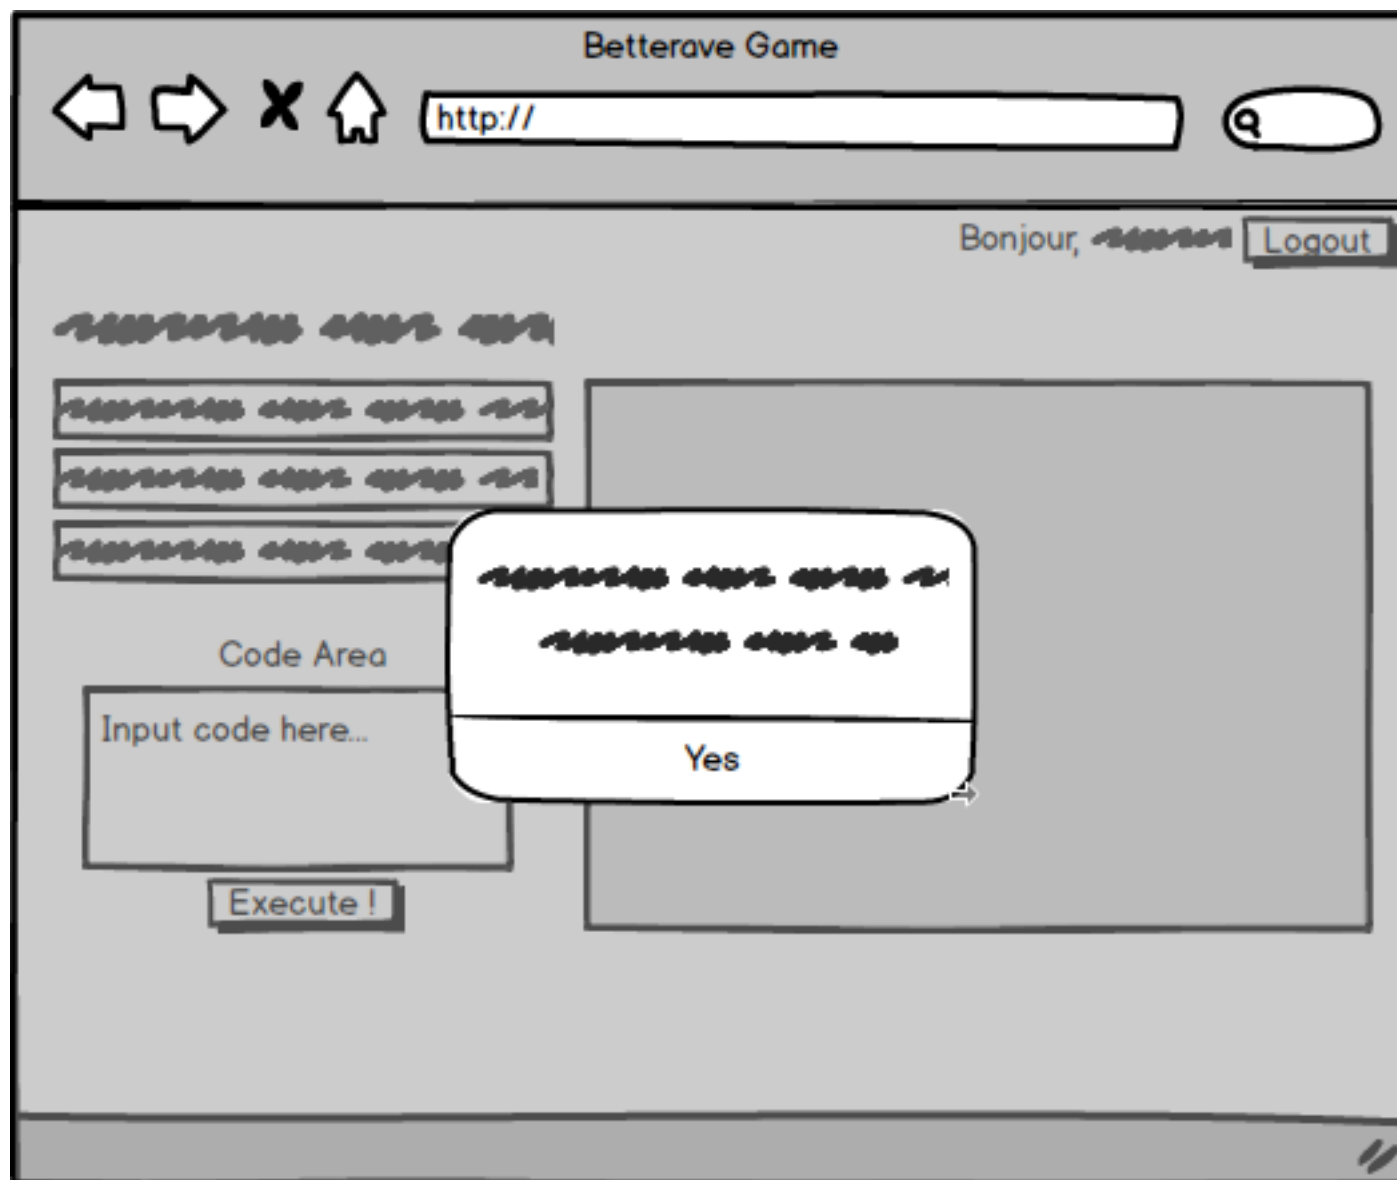 Betterave Game
http://
Bonjour,
Logout
Code Area
Input code here...
Execute !
Yes